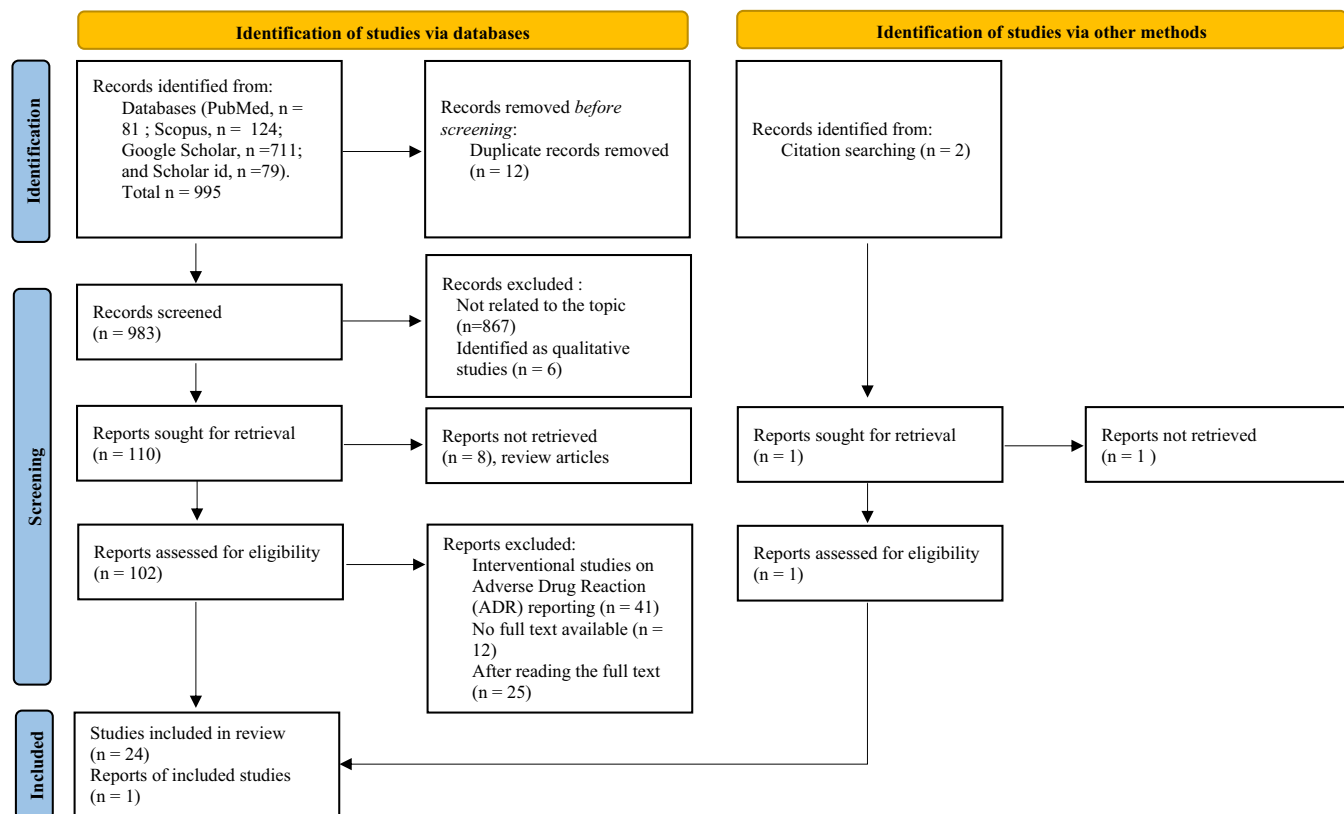 Identification of studies via databases
Identification of studies via other methods
Identification
Records identified from:
Databases (PubMed, n =
81 ; Scopus, n = 124;
Google Scholar, n =711;
and Scholar id, n =79).
Total n = 995
Records removed before
screening:
Duplicate records removed
(n = 12)
Records identified from:
Citation searching (n = 2)
Screening
Records screened
(n = 983)
Records excluded :
Not related to the topic
(n=867)
Identified as qualitative
studies (n = 6)
Reports sought for retrieval
(n = 110)
Reports not retrieved
(n = 8), review articles
Reports sought for retrieval
(n = 1)
Reports not retrieved
(n = 1 )
Reports assessed for eligibility
(n = 102)
Reports excluded:
Interventional studies on
Adverse Drug Reaction
(ADR) reporting (n = 41)
No full text available (n =
12)
After reading the full text
(n = 25)
Reports assessed for eligibility
(n = 1)
Included
Studies included in review
(n = 24)
Reports of included studies
(n = 1)